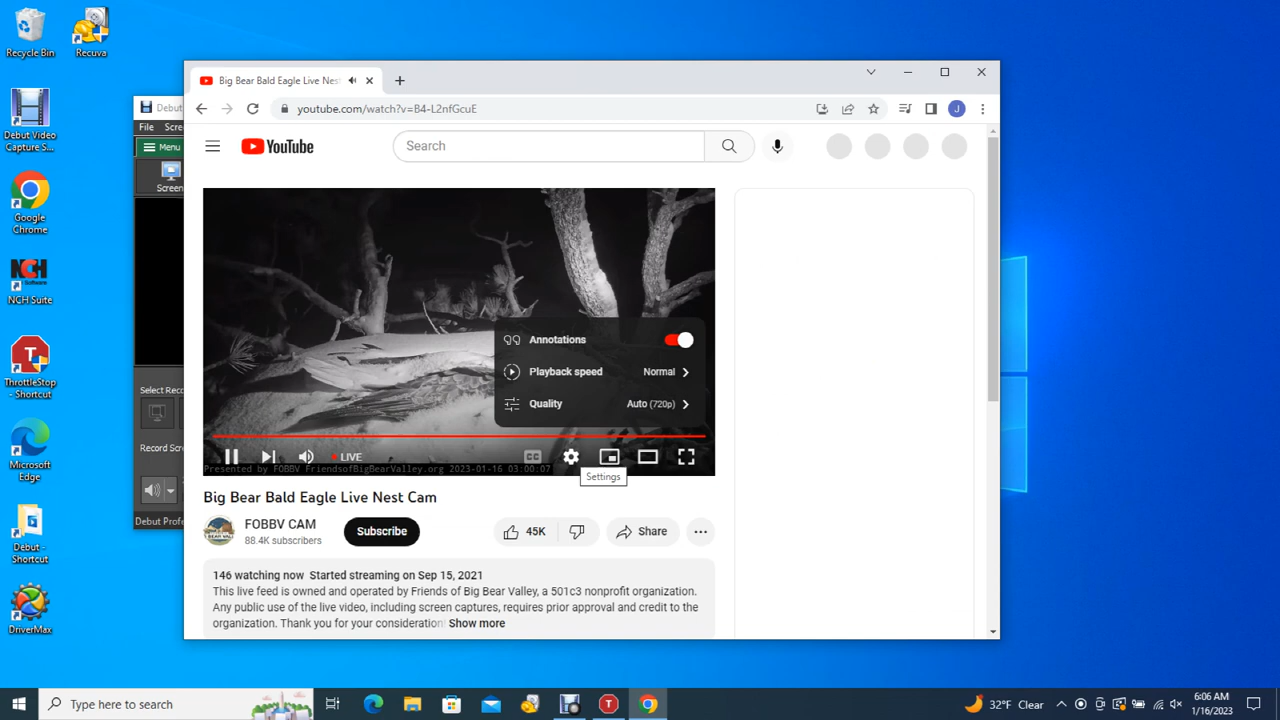 Recycle Bin
Recuva
Debut Video
Capture S...
Google
Chrome
NCH
NCH Suite
ThrottleStop
- Shortcut
Microsoft
Edge
Debut -
Shortcut
DriverMax
Debut
File Scre
Menu
Screen
Select Reco
Record Scre
Debut Profe
Big Bear Bald Eagle Live Nest
youtube.com/watch?v=B4-L2nfGcuE
J
YouTube
Search
Annotations
Playback speed Normal
Quality Auto (720p)
LIVE
CC
Presented by FOBBV FriendsofBigBearValley.org 2023-01-16 03:00:07
Settings
Big Bear Bald Eagle Live Nest Cam
FOBBV CAM
88.4K subscribers
Subscribe
45K
Share
146 watching now Started streaming on Sep 15, 2021
This live feed is owned and operated by Friends of Big Bear Valley, a 501c3 nonprofit organization.
Any public use of the live video, including screen captures, requires prior approval and credit to the
organization. Thank you for your consideration! Show more
Type here to search
T
32°F Clear
6:06 AM
1/16/2023